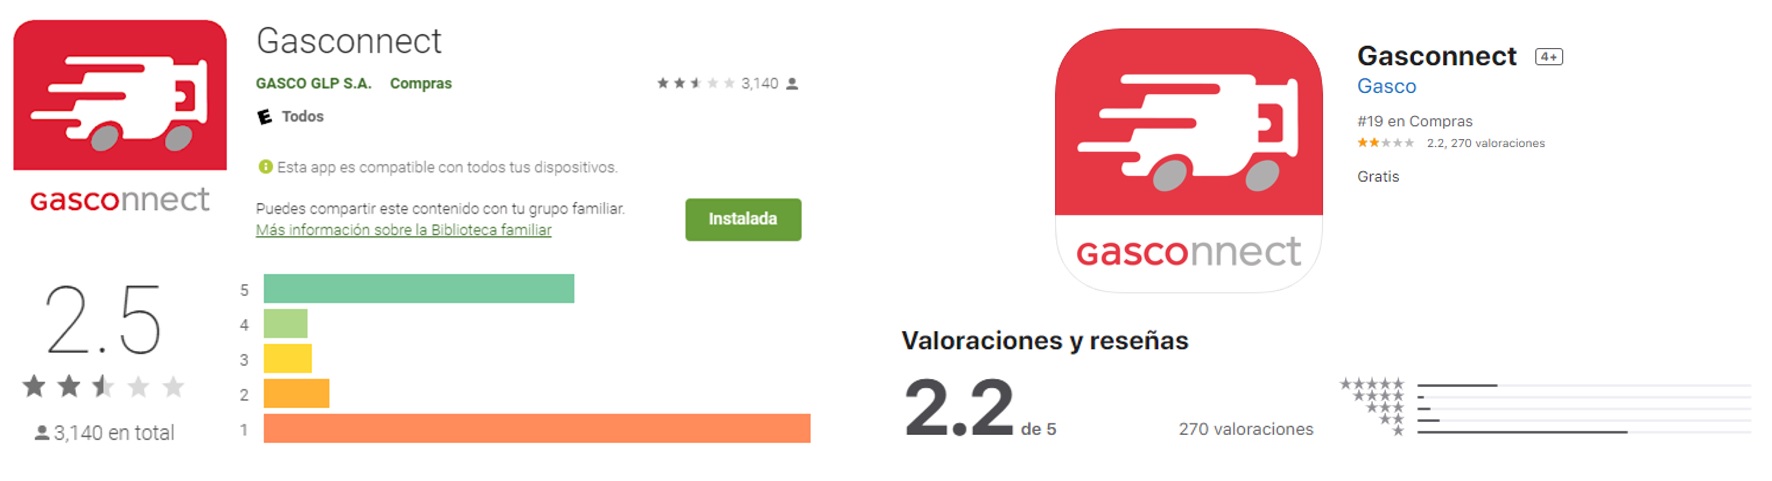 Gasconnect
GASCO GLP S.A. Compras
3,140
E Todos
Esta app es compatible con todos tus dispositivos.
Puedes compartir este contenido con tu grupo familiar.
Más información sobre la Biblioteca familiar
Instalada
Gasconnect
2.5
3,140 en total
5
4
3
2
1
Gasconnect 4+
Gasco
#19 en Compras
2.2, 270 valoraciones
Gratis
Gasconnect
Valoraciones y reseñas
2.2 de 5
270 valoraciones